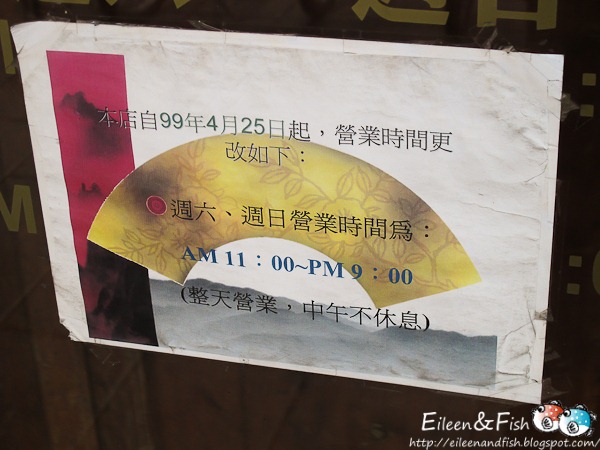 本店自99年4月25日起，營業時間更
改如下：
週六、週日營業時間為：
AM 11：00~PM 9：00
(整天營業，中午不休息)
Eileen&Fish
http://eileenandfish.blogspot.com/